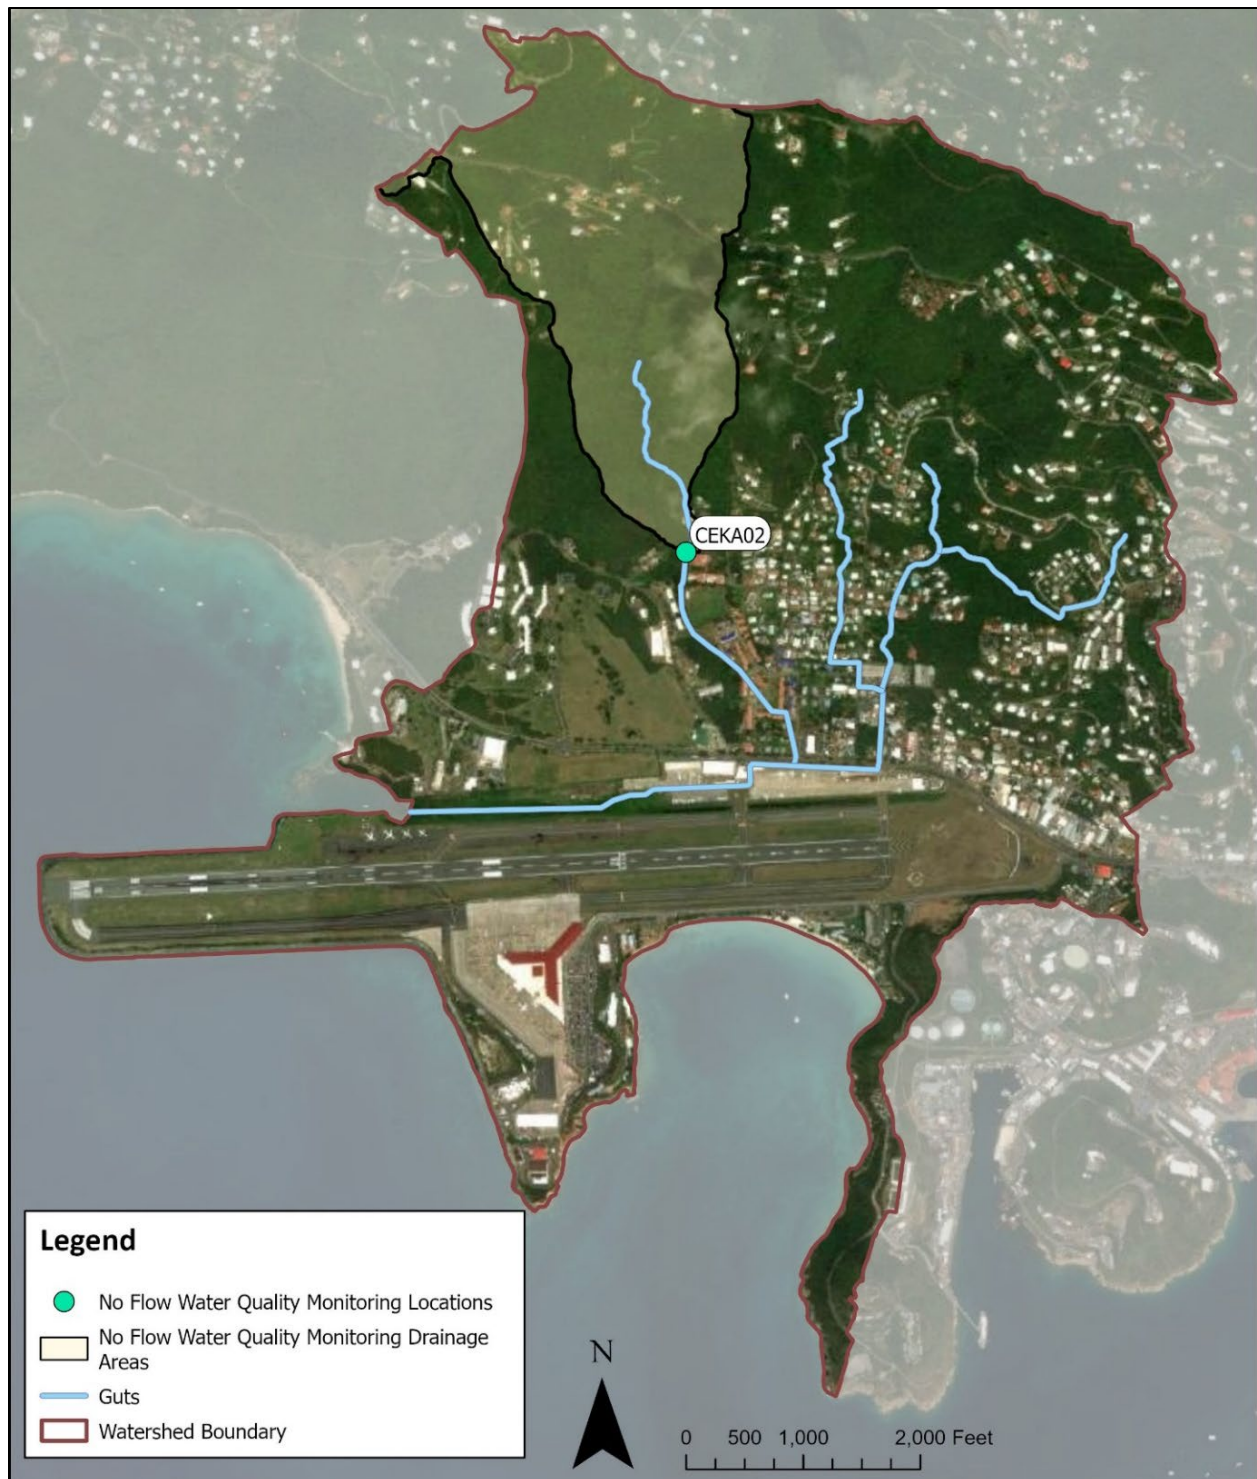 CEKA02
Legend
No Flow Water Quality Monitoring Locations
No Flow Water Quality Monitoring Drainage
Areas
Guts
Watershed Boundary
N
0 500 1,000 2,000 Feet